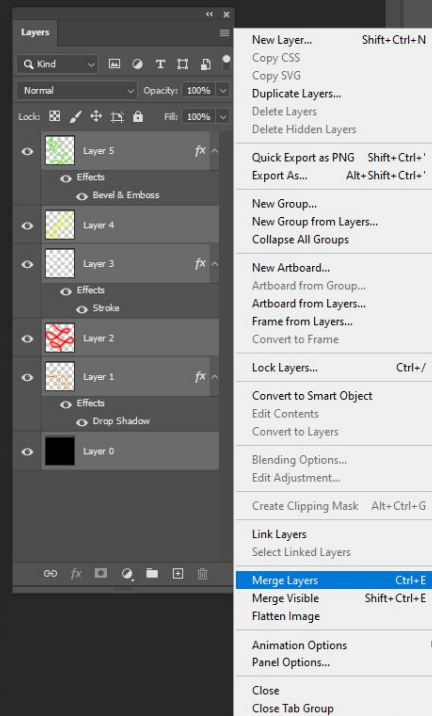 Layers
Kind
Normal
Opacity: 100%
Lock:
Fill: 100%
Layer 5 fx
Effects
Bevel & Emboss
Layer 4
Layer 3 fx
Effects
Stroke
Layer 2
Layer 1 fx
Effects
Drop Shadow
Layer 0
fx
New Layer... Shift+Ctrl+N
Copy CSS
Copy SVG
Duplicate Layers...
Delete Layers
Delete Hidden Layers
Quick Export as PNG Shift+Ctrl+'
Export As... Alt+Shift+Ctrl+'
New Group...
New Group from Layers...
Collapse All Groups
New Artboard...
Artboard from Group...
Artboard from Layers...
Frame from Layers...
Convert to Frame
Lock Layers... Ctrl+/
Convert to Smart Object
Edit Contents
Convert to Layers
Blending Options...
Edit Adjustment...
Create Clipping Mask Alt+Ctrl+G
Link Layers
Select Linked Layers
Merge Layers Ctrl+E
Merge Visible Shift+Ctrl+E
Flatten Image
Animation Options
Panel Options...
Close
Close Tab Group